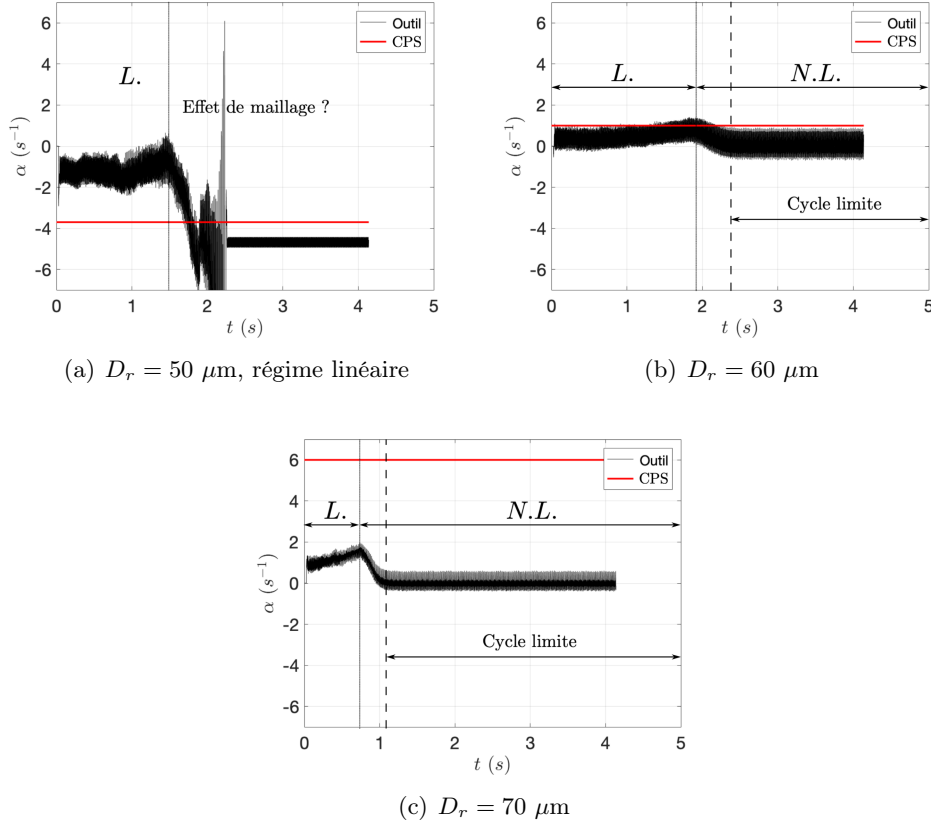 6
4
2
0
-2
-4
-6
α (s⁻¹)
Outil
CPS
L.
Effet de maillage ?
0 1 2 3 4 5
t (s)
(a) D_r = 50 μm, régime linéaire
6
4
2
0
-2
-4
-6
α (s⁻¹)
Outil
CPS
L. N.L.
Cycle limite
0 1 2 3 4 5
t (s)
(b) D_r = 60 μm
6
4
2
0
-2
-4
-6
α (s⁻¹)
Outil
CPS
L. N.L.
Cycle limite
0 1 2 3 4 5
t (s)
(c) D_r = 70 μm